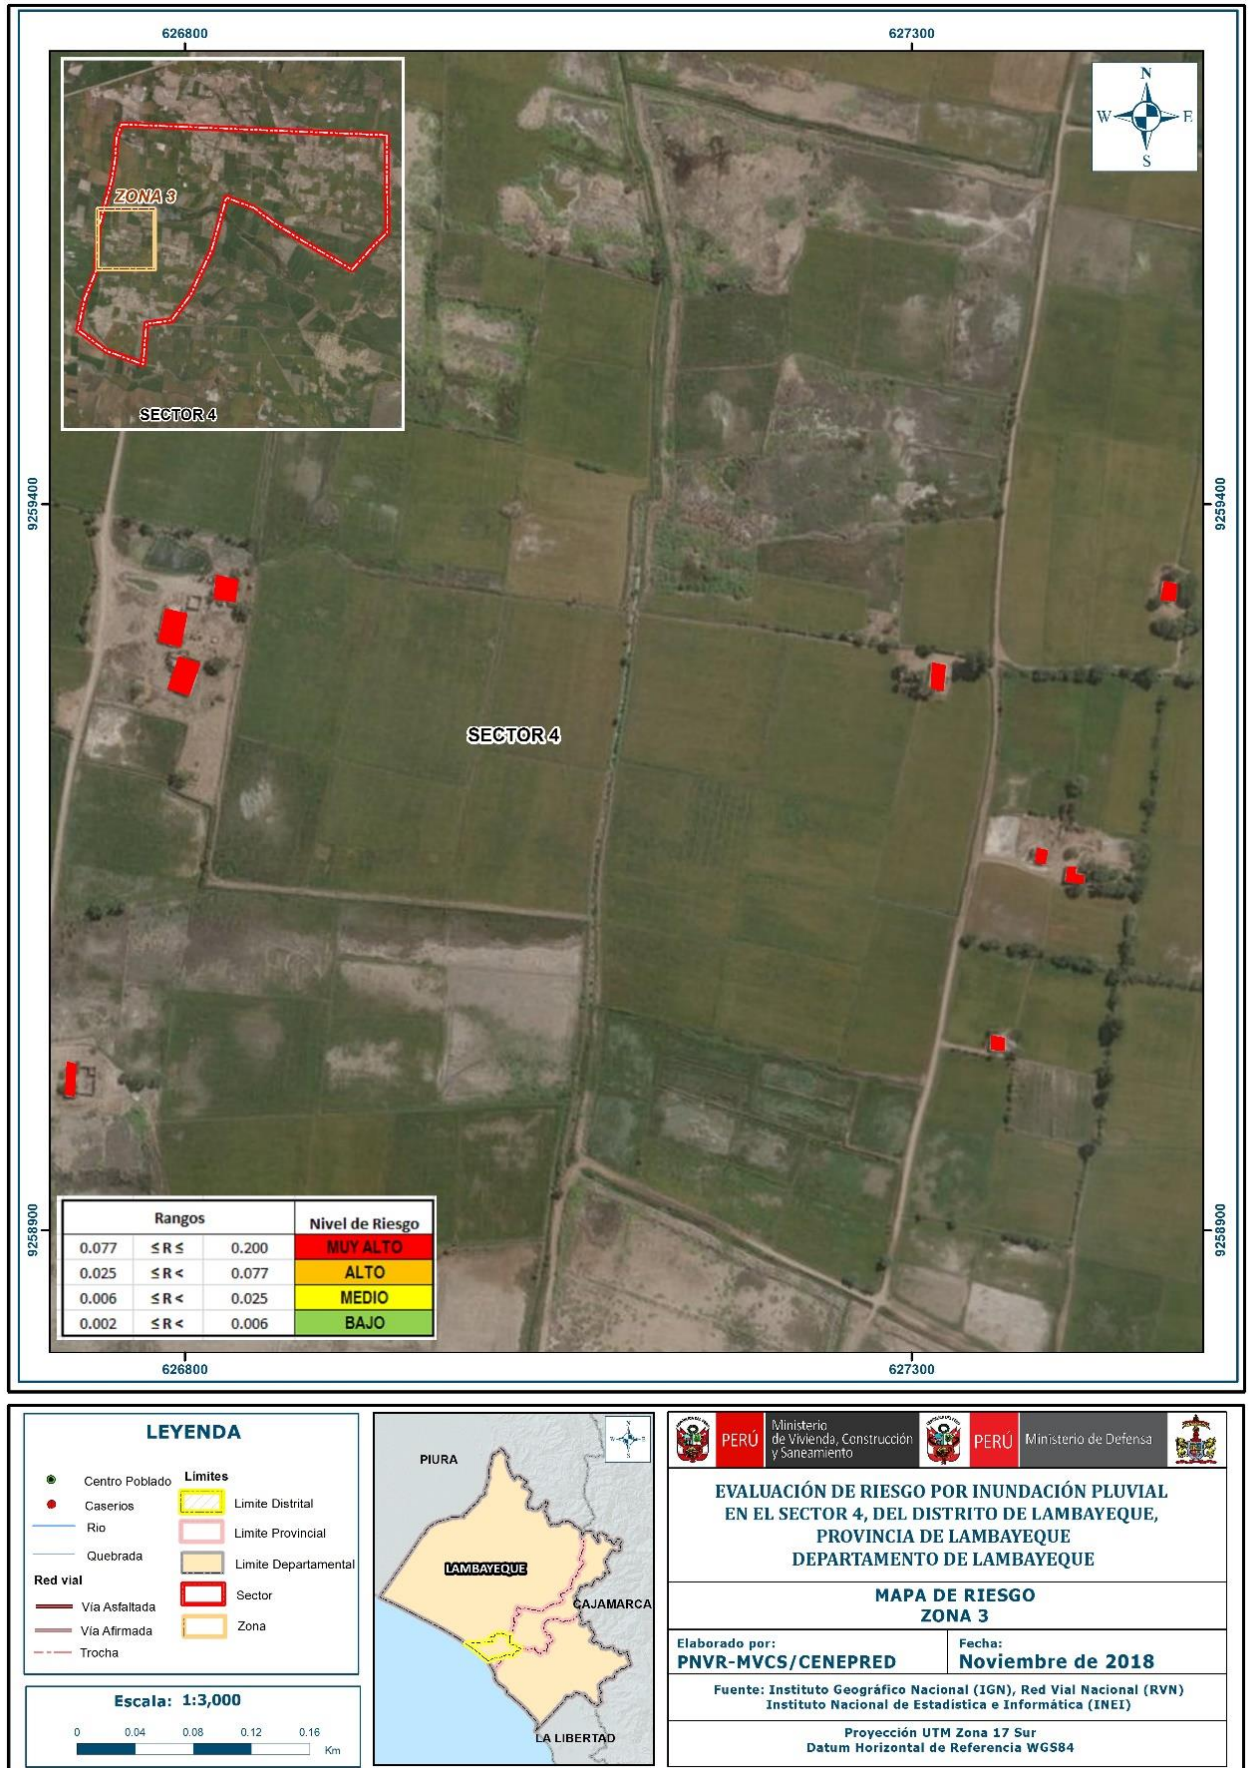 626800
627300
ZONA 3
SECTOR 4
N
W
E
S
9259400
9259400
SECTOR 4
9258900
9258900
Rangos
Nivel de Riesgo
0.077 ≤ R ≤ 0.200 MUY ALTO
0.025 ≤ R < 0.077 ALTO
0.006 ≤ R < 0.025 MEDIO
0.002 ≤ R < 0.006 BAJO
626800
627300
LEYENDA
Centro Poblado
Caserios
Rio
Quebrada
Red vial
Vía Asfaltada
Vía Afirmada
Trocha
Límites
Limite Distrital
Limite Provincial
Limite Departamental
Sector
Zona
Escala: 1:3,000
0 0.04 0.08 0.12 0.16
Km
PIURA
LAMBAYEQUE
CAJAMARCA
LA LIBERTAD
PERÚ
Ministerio
de Vivienda, Construcción
y Saneamiento
PERÚ
Ministerio de Defensa
EVALUACIÓN DE RIESGO POR INUNDACIÓN PLUVIAL
EN EL SECTOR 4, DEL DISTRITO DE LAMBAYEQUE,
PROVINCIA DE LAMBAYEQUE
DEPARTAMENTO DE LAMBAYEQUE
MAPA DE RIESGO
ZONA 3
Elaborado por:
PNVR-MVCS/CENEPRED
Fecha:
Noviembre de 2018
Fuente: Instituto Geográfico Nacional (IGN), Red Vial Nacional (RVN)
Instituto Nacional de Estadística e Informática (INEI)
Proyección UTM Zona 17 Sur
Datum Horizontal de Referencia WGS84